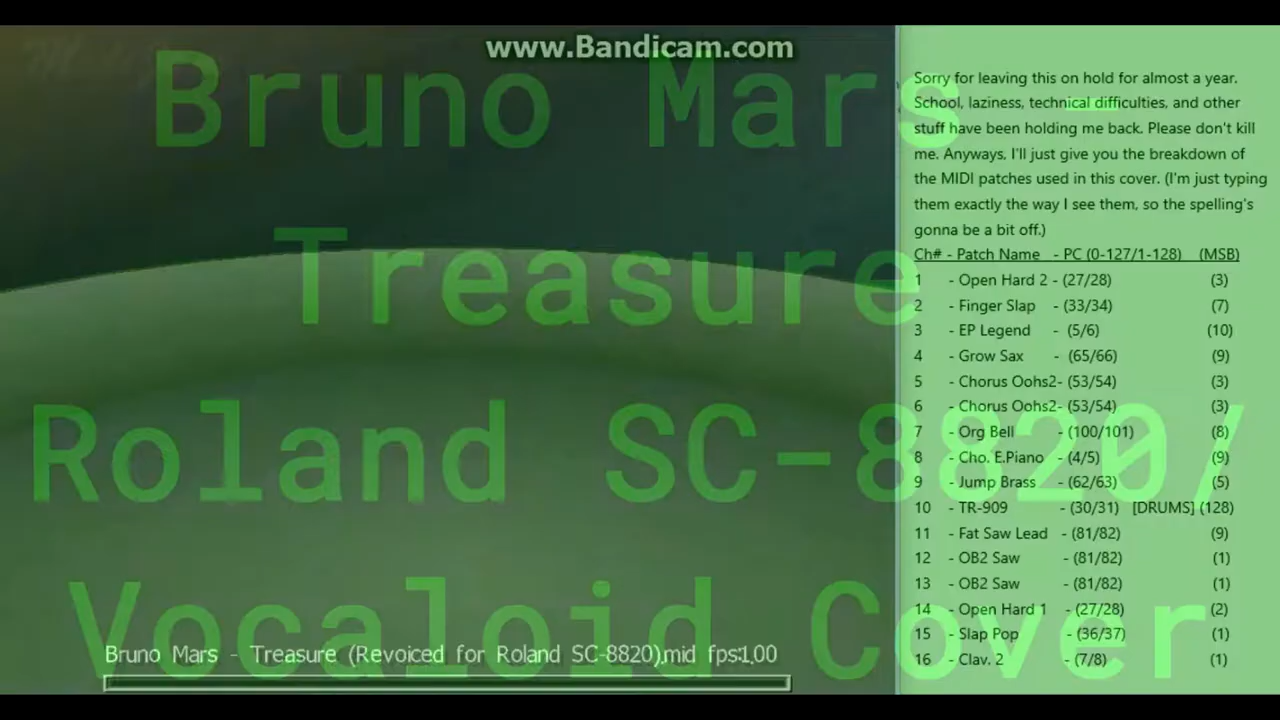 www.Bandicam.com
Bruno Mars -
Treasure
Roland SC-8820/
Vocaloid Cover
Bruno Mars - Treasure (Revoiced for Roland SC-8820).mid fps:1.00
Sorry for leaving this on hold for almost a year.
School, laziness, technical difficulties, and other
stuff have been holding me back. Please don't kill
me. Anyways, I'll just give you the breakdown of
the MIDI patches used in this cover. (I'm just typing
them exactly the way I see them, so the spelling's
gonna be a bit off.)
Ch# - Patch Name - PC (0-127/1-128) (MSB)
1 - Open Hard 2 - (27/28) (3)
2 - Finger Slap - (33/34) (7)
3 - EP Legend - (5/6) (10)
4 - Grow Sax - (65/66) (9)
5 - Chorus Oohs2- (53/54) (3)
6 - Chorus Oohs2- (53/54) (3)
7 - Org Bell - (100/101) (8)
8 - Cho. E.Piano - (4/5) (9)
9 - Jump Brass - (62/63) (5)
10 - TR-909 - (30/31) [DRUMS] (128)
11 - Fat Saw Lead - (81/82) (9)
12 - OB2 Saw - (81/82) (1)
13 - OB2 Saw - (81/82) (1)
14 - Open Hard 1 - (27/28) (2)
15 - Slap Pop - (36/37) (1)
16 - Clav. 2 - (7/8) (1)